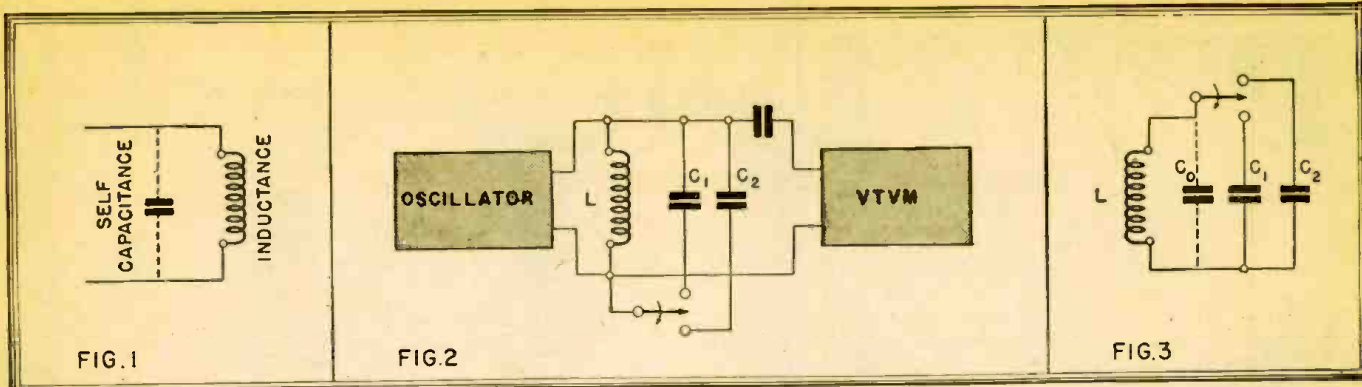 SELF
CAPACITANCE
INDUCTANCE
FIG.1
OSCILLATOR
L
C1
C2
VTVM
FIG.2
L
C0
C1
C2
FIG.3